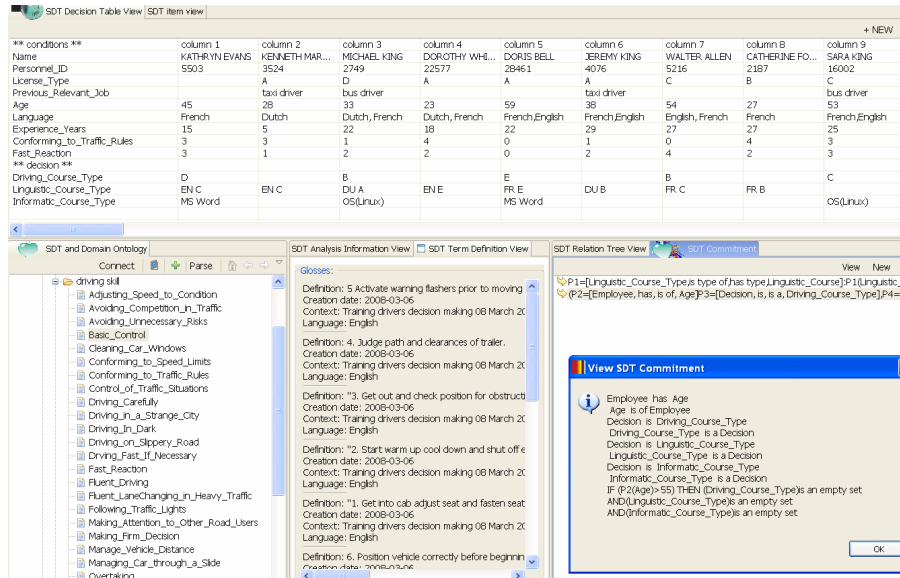 SDT Decision Table View SDT item view
+ NEW
** conditions ** column 1 column 2 column 3 column 4 column 5 column 6 column 7 column 8 column 9
Name KATHRYN EVANS KENNETH MAR... MICHAEL KING DOROTHY WHI... DORIS BELL JEREMY KING WALTER ALLEN CATHERINE FO... SARA KING
Personnel_ID 5503 3524 2749 22577 28461 4076 5216 2187 16002
License_Type A D A A A C B C
Previous_Relevant_Job taxi driver bus driver taxi driver bus driver
Age 45 28 33 23 59 38 54 27 53
Language French Dutch Dutch, French Dutch, French French,English French,English English, French French French,English
Experience_Years 15 5 22 18 22 29 27 27 25
Conforming_to_Traffic_Rules 3 3 1 4 0 1 0 4 3
Fast_Reaction 3 1 2 2 0 2 4 2 3
** decision **
Driving_Course_Type D B E B C
Linguistic_Course_Type EN C EN C DU A EN E FR E DU B FR C FR B
Informatic_Course_Type MS Word OS(Linux) MS Word OS(Linux)
SDT and Domain Ontology
Connect Parse
driving skill
Adjusting_Speed_to_Condition
Avoiding_Competition_in_Traffic
Avoiding_Unnecessary_Risks
Basic_Control
Cleaning_Car_Windows
Conforming_to_Speed_Limits
Conforming_to_Traffic_Rules
Control_of_Traffic_Situations
Driving_Carefully
Driving_in_a_Strange_City
Driving_In_Dark
Driving_on_Slippery_Road
Drvng_Fast_If_Necessary
Fast_Reaction
Fluent_Driving
Fluent_LaneChanging_in_Heavy_Traffic
Following_Traffic_Lights
Making_Attention_to_Other_Road_Users
Making_Firm_Decision
Manage_Vehicle_Distance
Managing_Car_through_a_Slide
Overtaking
SDT Analysis Information View SDT Term Definition View
Glosses:
Definition: 5 Activate warning flashers prior to moving
Creation date: 2008-03-06
Context: Training drivers decision making 08 March 20
Language: English
Definition: 4. Judge path and clearances of trailer.
Creation date: 2008-03-06
Context: Training drivers decision making 08 March 20
Language: English
Definition: "3. Get out and check position for obstructi
Creation date: 2008-03-06
Context: Training drivers decision making 08 March 20
Language: English
Definition: "2. Start warm up cool down and shut off e
Creation date: 2008-03-06
Context: Training drivers decision making 08 March 20
Language: English
Definition: "1. Get into cab adjust seat and fasten seat
Creation date: 2008-03-06
Context: Training drivers decision making 08 March 20
Language: English
Definition: 6. Position vehicle correctly before beginnin
Creation date: 2008-03-06
SDT Relation Tree View SDT Commitment
View New
P1=[Linguistic_Course_Type,is type of,has type,Linguistic_Course]:P1(Linguistic_
(P2=[Employee, has, is of, Age]P3=[Decision, is, is a, Driving_Course_Type],P4=
View SDT Commitment
Employee has Age
Age is of Employee
Decision is Driving_Course_Type
Driving_Course_Type is a Decision
Decision is Linguistic_Course_Type
Linguistic_Course_Type is a Decision
Decision is Informatic_Course_Type
Informatic_Course_Type is a Decision
IF (P2(Age)>55) THEN (Driving_Course_Type)is an empty set
AND(Linguistic_Course_Type)is an empty set
AND(Informatic_Course_Type)is an empty set
OK